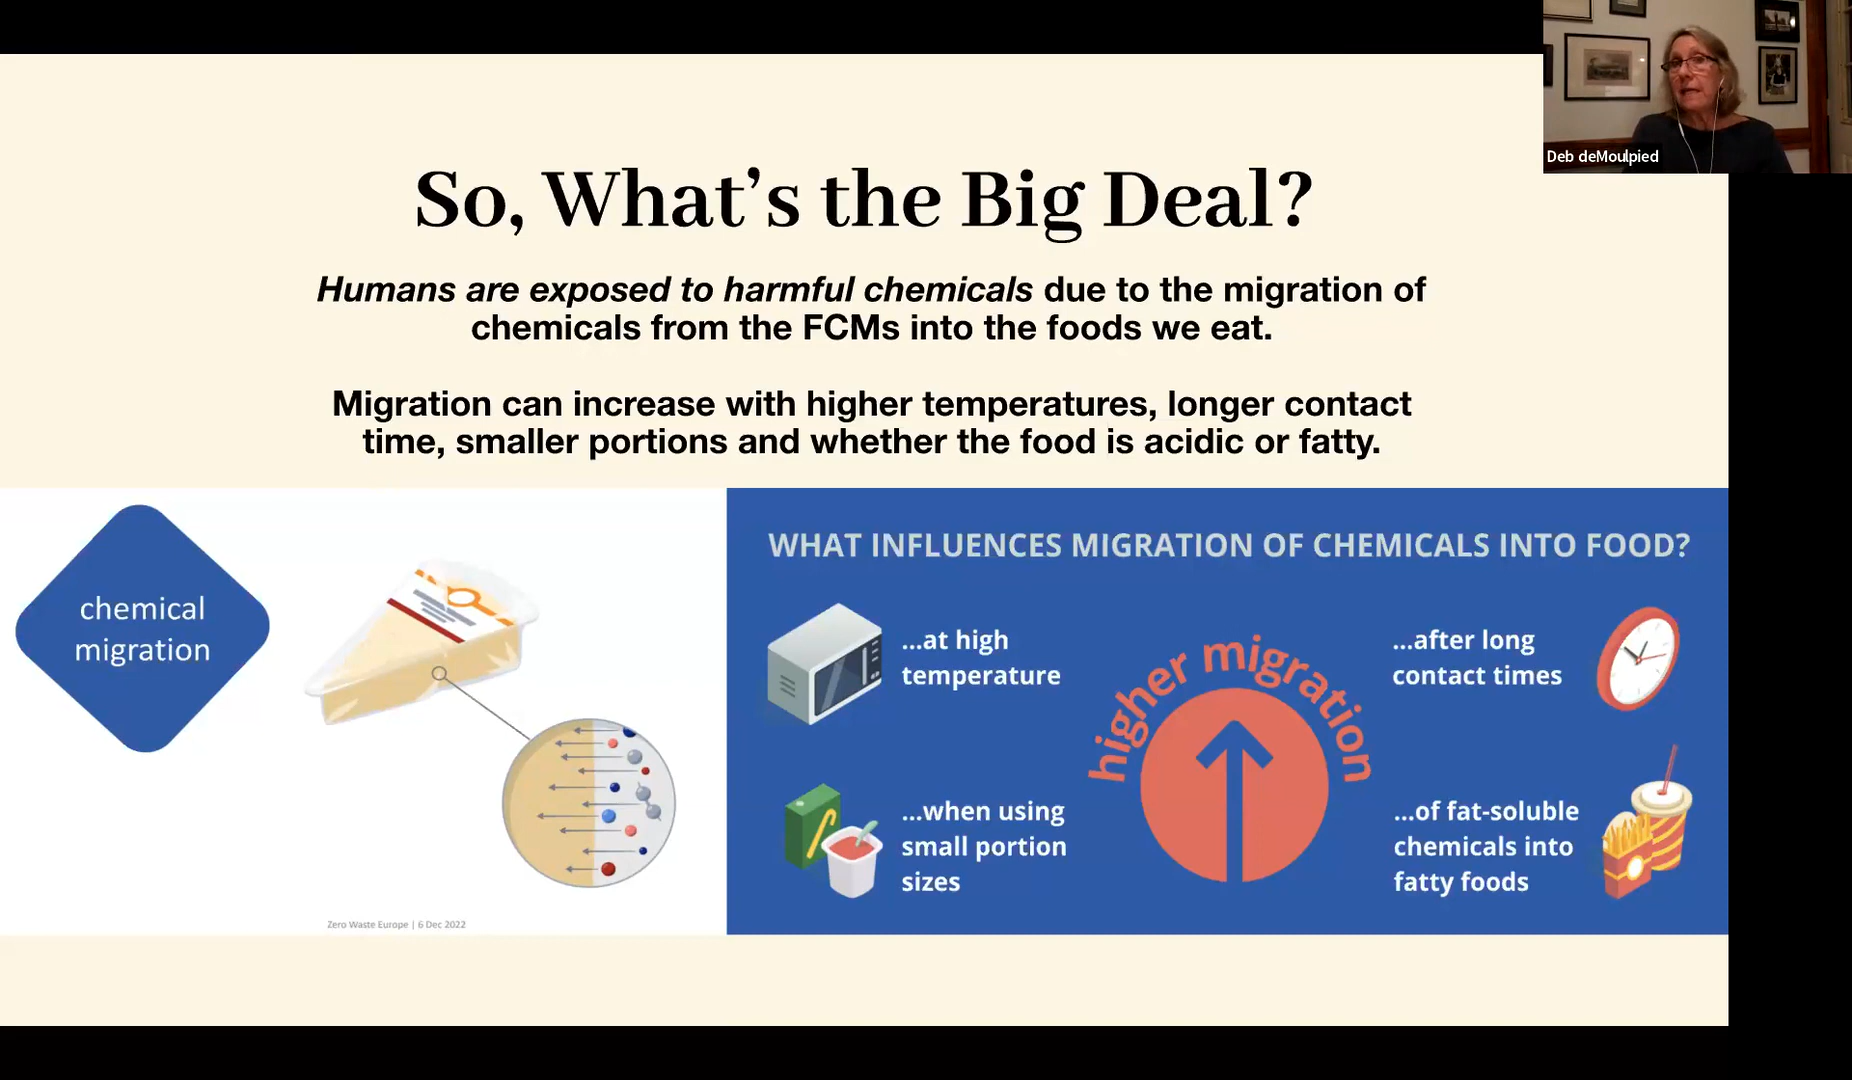 Deb deMoulpied
So, What's the Big Deal?
Humans are exposed to harmful chemicals due to the migration of
chemicals from the FCMs into the foods we eat.
Migration can increase with higher temperatures, longer contact
time, smaller portions and whether the food is acidic or fatty.
chemical
migration
Zero Waste Europe | 6 Dec 2022
WHAT INFLUENCES MIGRATION OF CHEMICALS INTO FOOD?
...at high
temperature
...after long
contact times
higher migration
...when using
small portion
sizes
...of fat-soluble
chemicals into
fatty foods